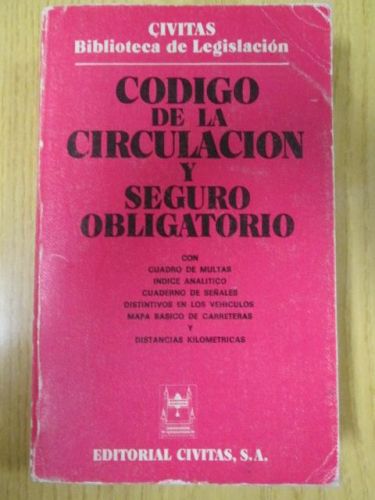 CIVITAS
Biblioteca de Legislación
CODIGO
DE LA
CIRCULACION
Y
SEGURO
OBLIGATORIO
CON
CUADRO DE MULTAS
INDICE ANALITICO
CUADERNO DE SEÑALES
DISTINTIVOS EN LOS VEHICULOS
MAPA BASICO DE CARRETERAS
Y
DISTANCIAS KILOMETRICAS
EDITORIAL CIVITAS, S.A.